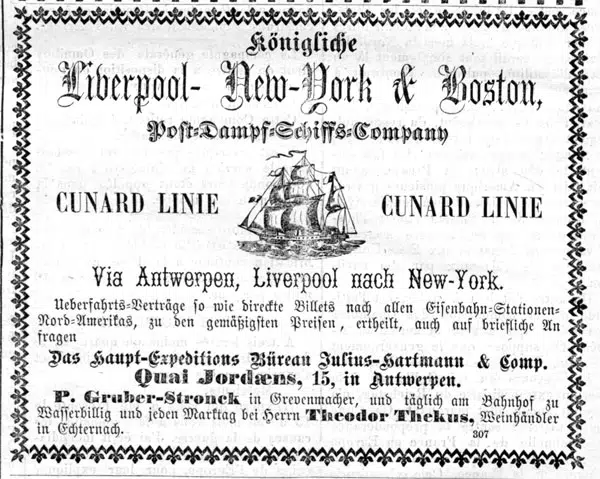 Königliche
Liverpool- New-York & Boston,
Post-Dampf-Schiffs-Company
CUNARD LINIE
CUNARD LINIE
Via Antwerpen, Liverpool nach New-York.
Ueberfahrts-Verträge so wie direckte Billets nach allen Eisenbahn-Stationen-
Nord-Amerikas, zu den gemäßigsten Preisen, ertheilt, auch auf briefliche An
fragen
Das Haupt-Expeditions Büreau Julius-Hartmann & Comp.
Quai Jordæns, 15, in Antwerpen.
P. Gruber-Stronck in Grevenmacher, und täglich am Bahnhof zu
Wasserbillig und jeden Marktag bei Herrn Theodor Thekus, Weinhändler
in Echternach.
307